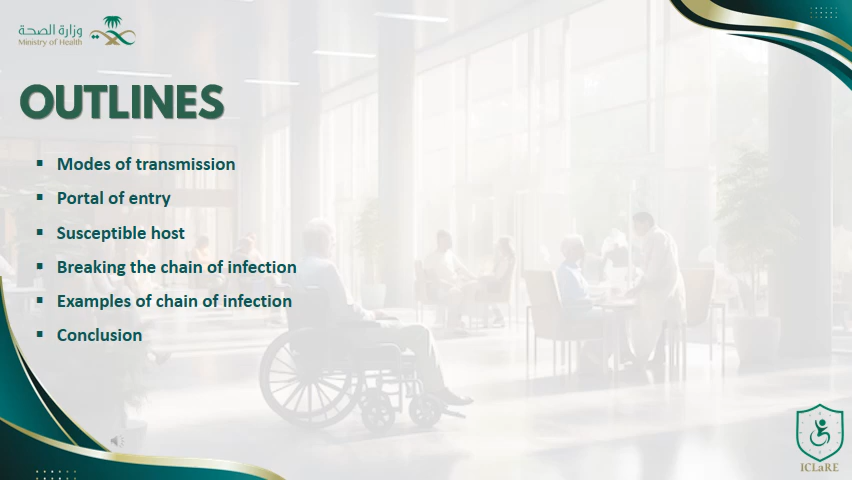 وزارة الصحة
Ministry of Health
OUTLINES
▪ Modes of transmission
▪ Portal of entry
▪ Susceptible host
▪ Breaking the chain of infection
▪ Examples of chain of infection
▪ Conclusion
ICLaRE